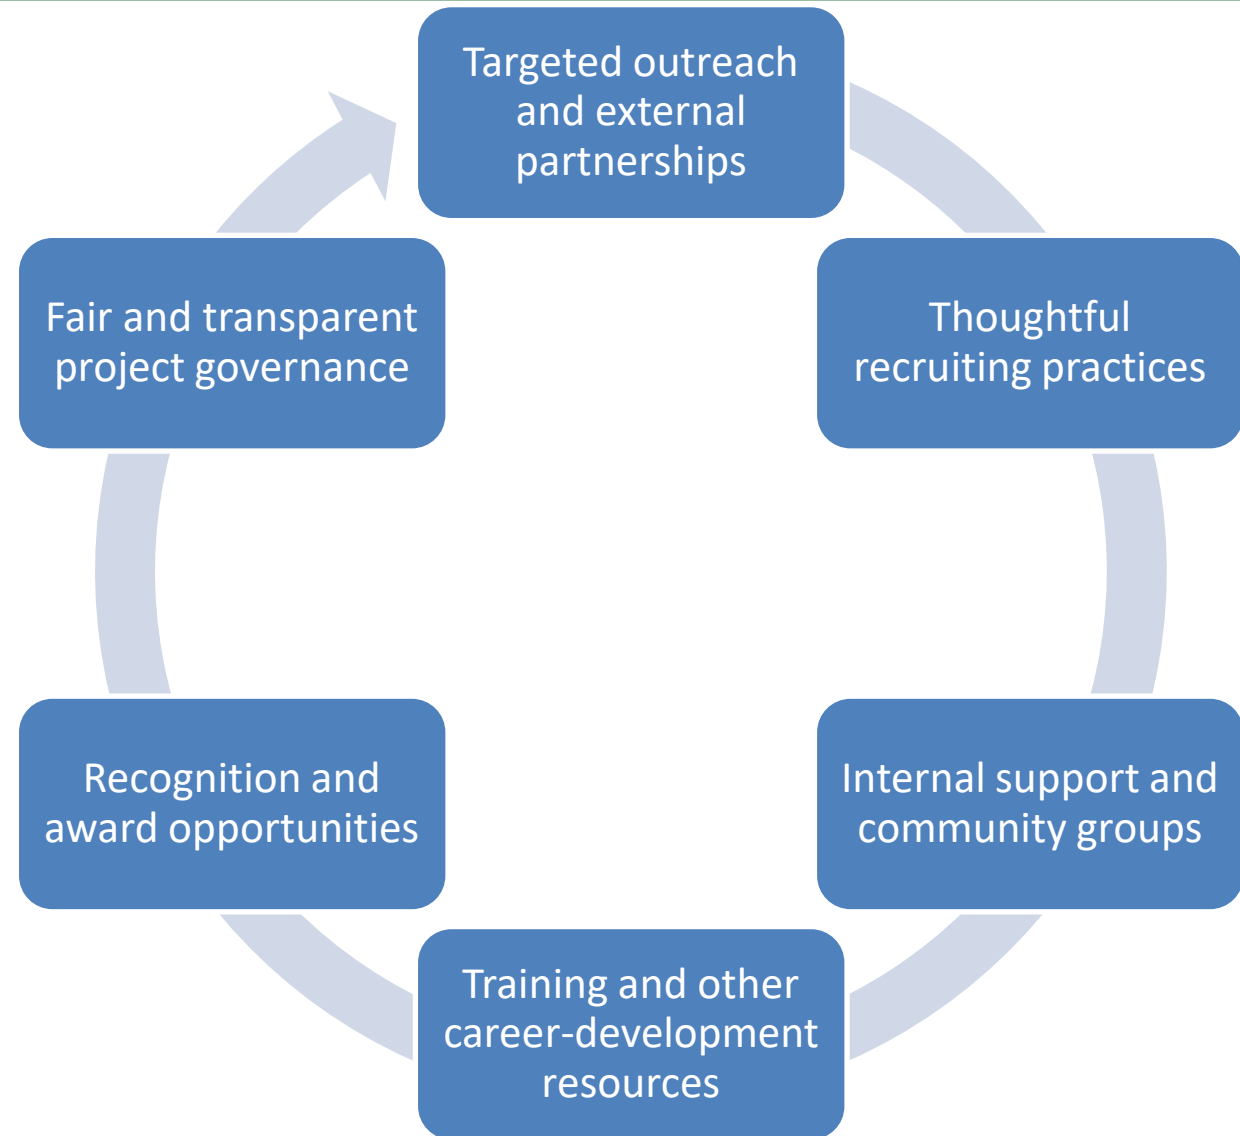 Targeted outreach
and external
partnerships
Thoughtful
recruiting practices
Internal support and
community groups
Training and other
career-development
resources
Recognition and
award opportunities
Fair and transparent
project governance